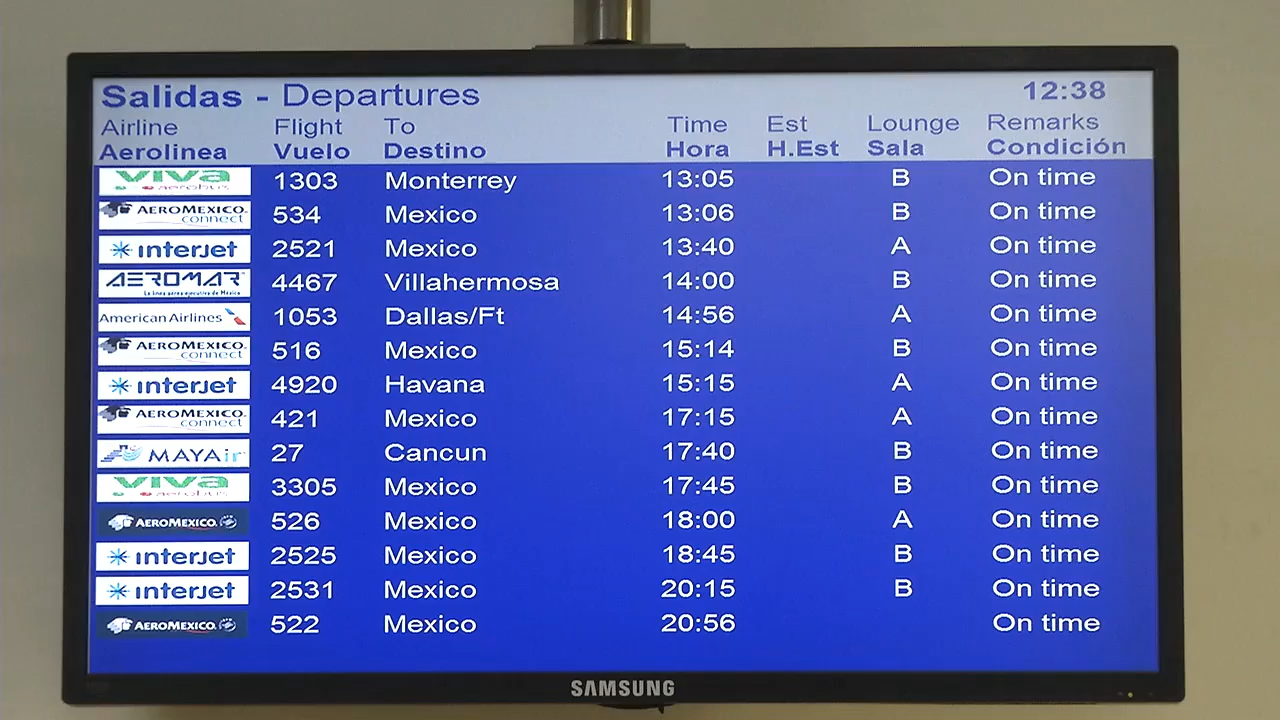 Salidas - Departures 12:38
Airline Flight To Time Est Lounge Remarks
Aerolinea Vuelo Destino Hora H.Est Sala Condición
viva aerobus 1303 Monterrey 13:05 B On time
AEROMEXICO. connect 534 Mexico 13:06 B On time
interjet 2521 Mexico 13:40 A On time
AEROMAR La línea aérea ejecutiva de México 4467 Villahermosa 14:00 B On time
American Airlines 1053 Dallas/Ft 14:56 A On time
AEROMEXICO. connect 516 Mexico 15:14 B On time
interjet 4920 Havana 15:15 A On time
AEROMEXICO. connect 421 Mexico 17:15 A On time
MAYAir 27 Cancun 17:40 B On time
viva aerobus 3305 Mexico 17:45 B On time
AEROMEXICO. 526 Mexico 18:00 A On time
interjet 2525 Mexico 18:45 B On time
interjet 2531 Mexico 20:15 B On time
AEROMEXICO. 522 Mexico 20:56 On time
SAMSUNG